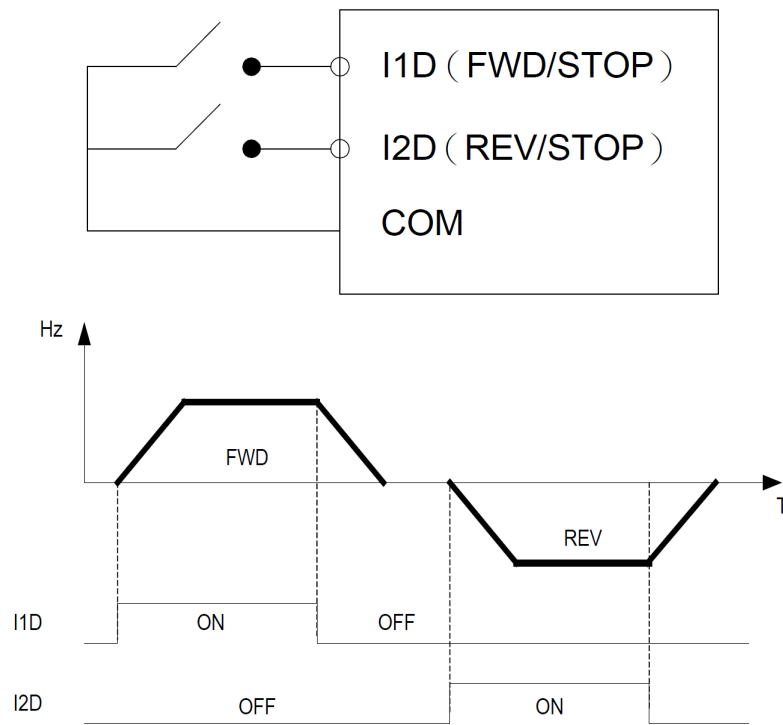 I1D（FWD/STOP）
I2D（REV/STOP）
COM
Hz
FWD
T
REV
I1D ON OFF
I2D OFF ON